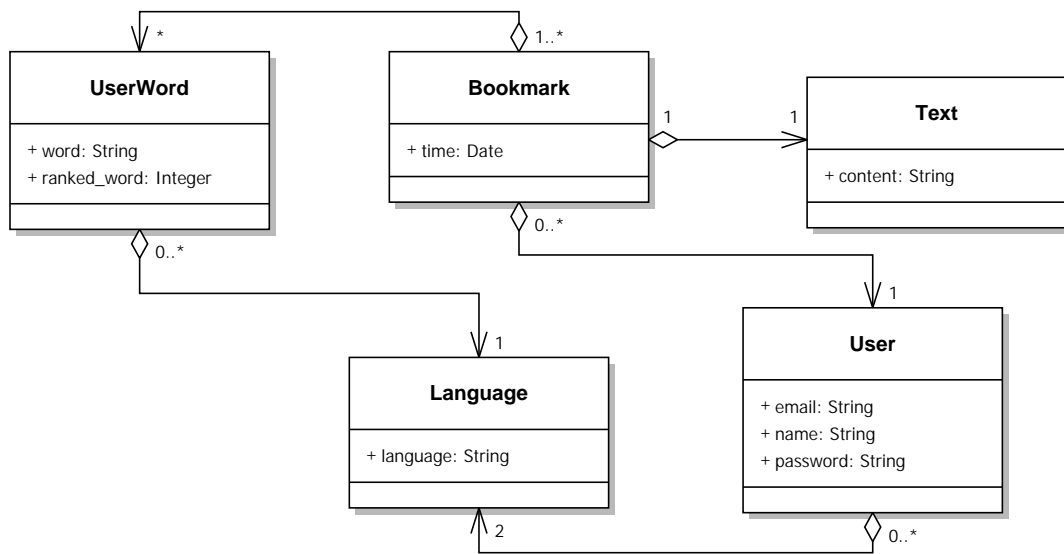 *
1..*
UserWord
+ word: String
+ ranked_word: Integer
0..*
Bookmark
+ time: Date
0..*
1
1
Text
+ content: String
1
Language
+ language: String
2
1
User
+ email: String
+ name: String
+ password: String
0..*